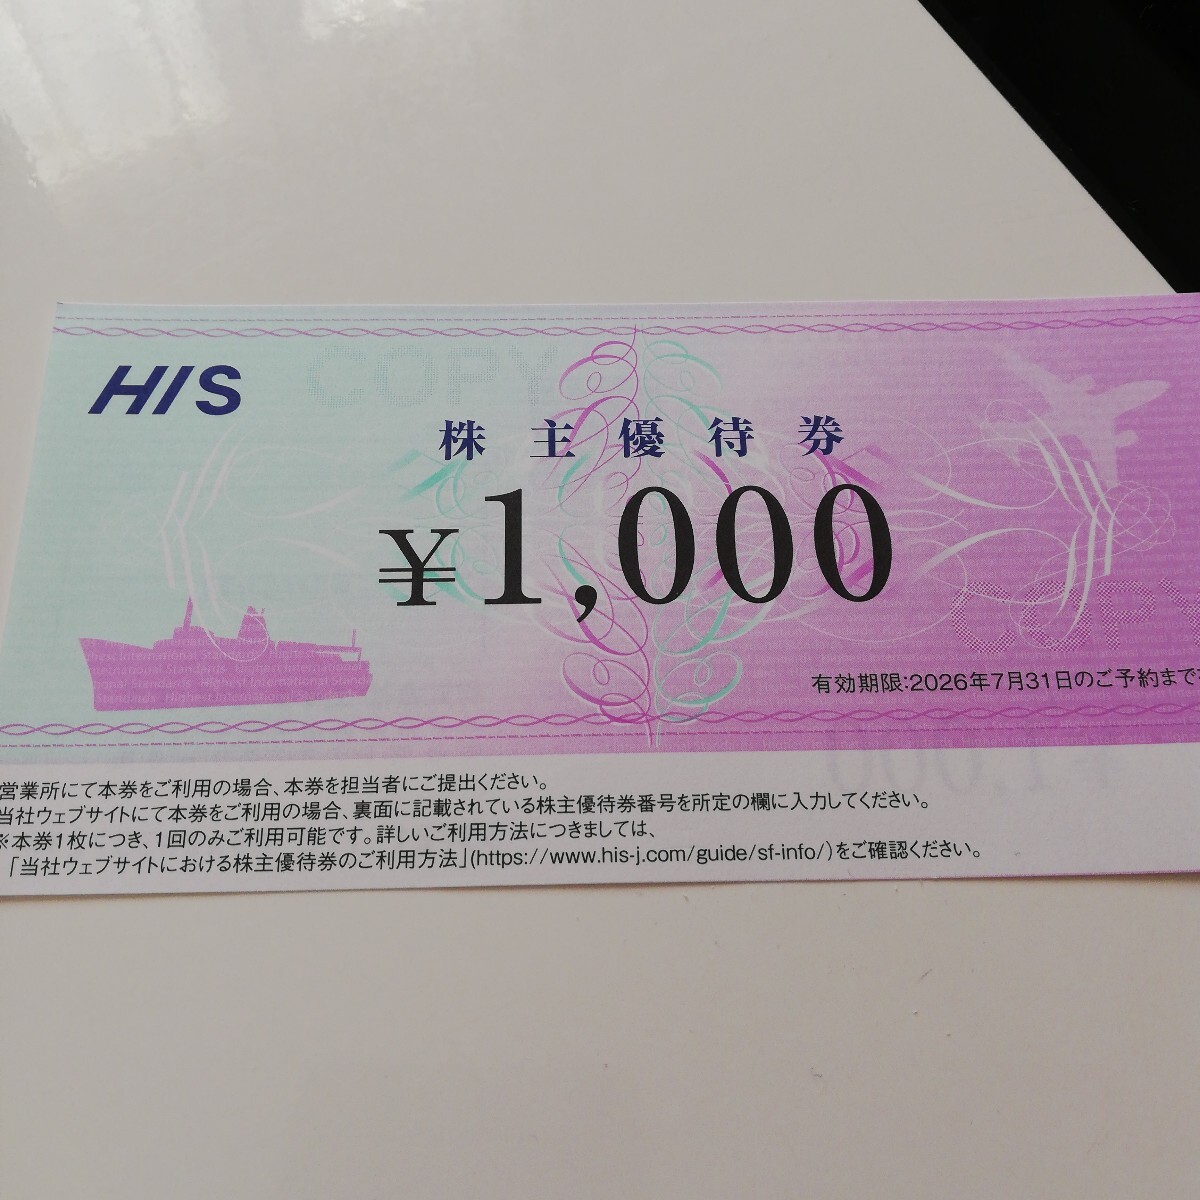 HIS
COPY
株主優待券
¥1,000
COPY
有効期限:2026年7月31日のご予約まで
営業所にて本券をご利用の場合、本券を担当者にご提出ください。
当社ウェブサイトにて本券をご利用の場合、裏面に記載されている株主優待券番号を所定の欄に入力してください。
※本券1枚につき、1回のみご利用可能です。詳しいご利用方法につきましては、
「当社ウェブサイトにおける株主優待券のご利用方法」(https://www.his-j.com/guide/sf-info/)をご確認ください。